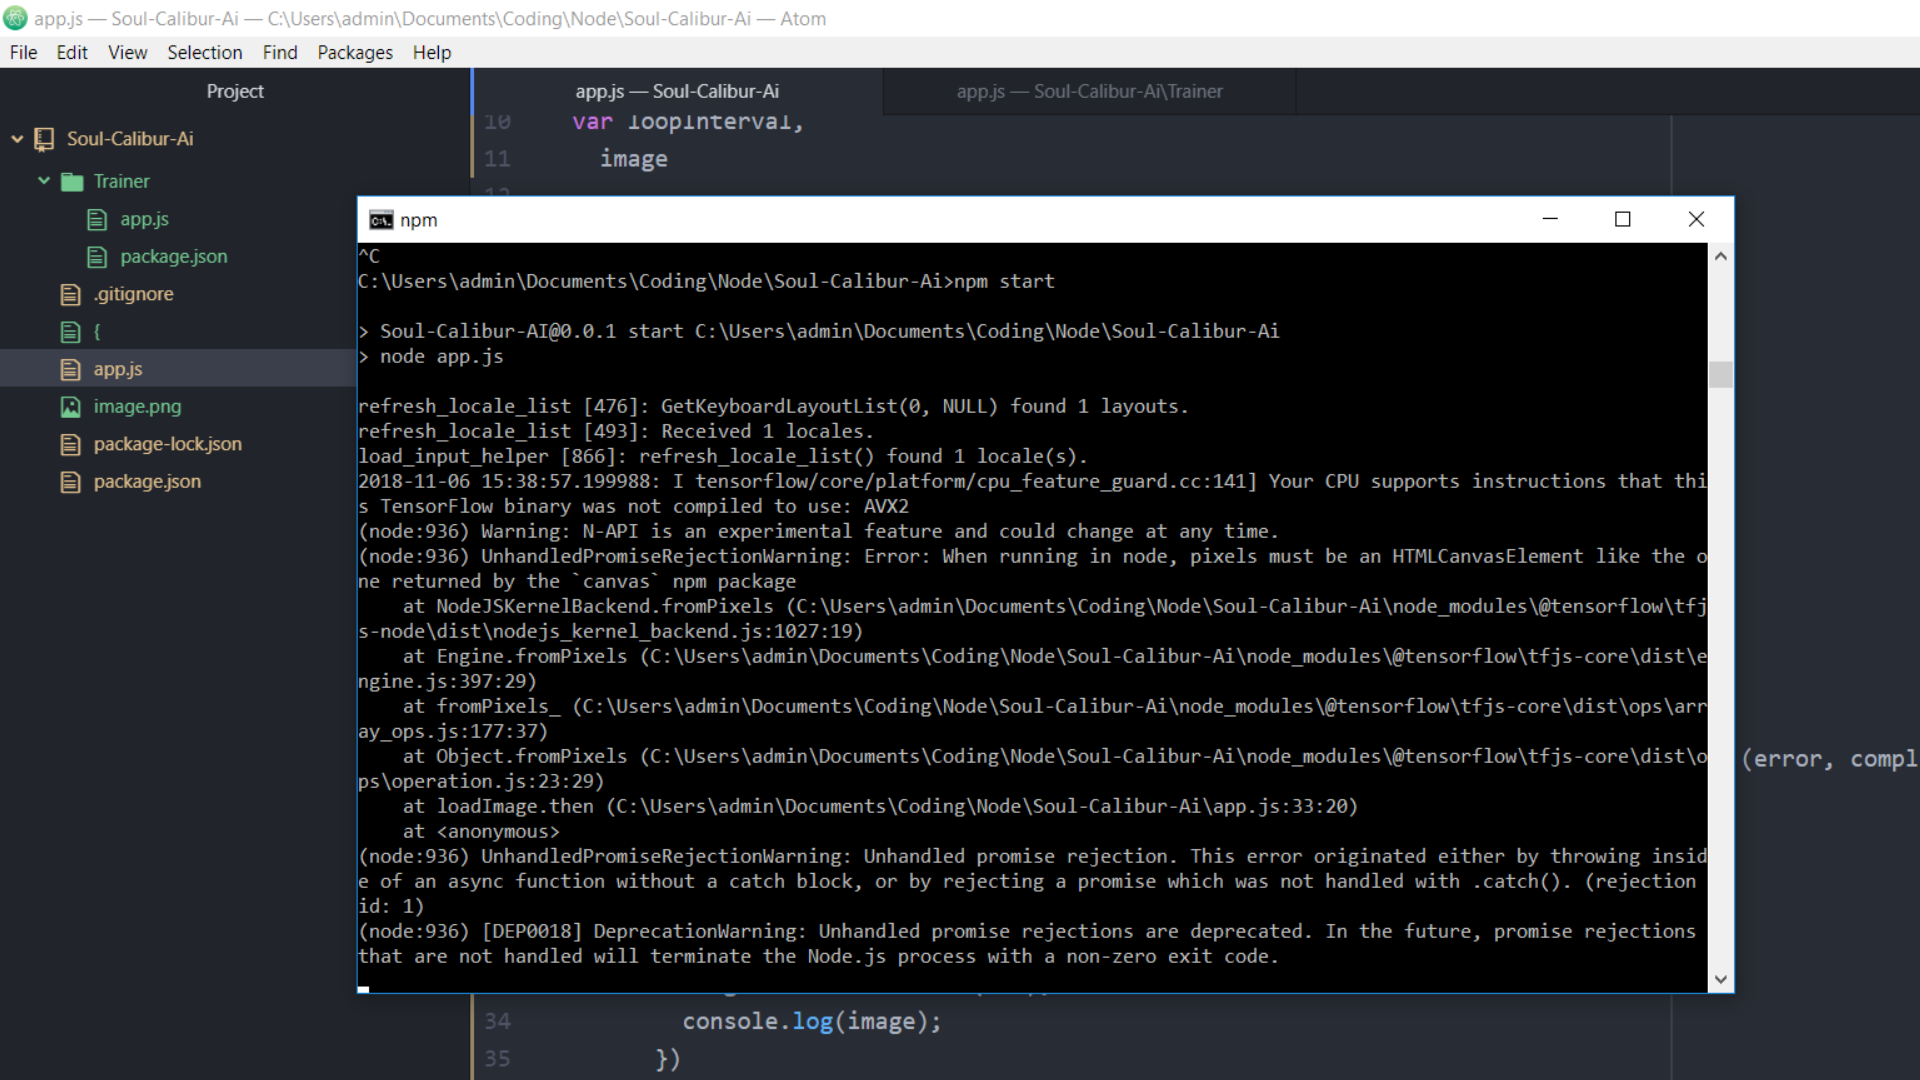 app.js — Soul-Calibur-Ai — C:\Users\admin\Documents\Coding\Node\Soul-Calibur-Ai — Atom
File Edit View Selection Find Packages Help
Project
app.js — Soul-Calibur-Ai
app.js — Soul-Calibur-Ai\Trainer
Soul-Calibur-Ai
Trainer
app.js
package.json
.gitignore
{
app.js
image.png
package-lock.json
package.json
10 var loopInterval,
11 image
12
npm
^C
C:\Users\admin\Documents\Coding\Node\Soul-Calibur-Ai>npm start
> Soul-Calibur-AI@0.0.1 start C:\Users\admin\Documents\Coding\Node\Soul-Calibur-Ai
> node app.js
refresh_locale_list [476]: GetKeyboardLayoutList(0, NULL) found 1 layouts.
refresh_locale_list [493]: Received 1 locales.
load_input_helper [866]: refresh_locale_list() found 1 locale(s).
2018-11-06 15:38:57.199988: I tensorflow/core/platform/cpu_feature_guard.cc:141] Your CPU supports instructions that thi
s TensorFlow binary was not compiled to use: AVX2
(node:936) Warning: N-API is an experimental feature and could change at any time.
(node:936) UnhandledPromiseRejectionWarning: Error: When running in node, pixels must be an HTMLCanvasElement like the o
ne returned by the `canvas` npm package
at NodeJSKernelBackend.fromPixels (C:\Users\admin\Documents\Coding\Node\Soul-Calibur-Ai\node_modules\@tensorflow\tfj
s-node\dist\nodejs_kernel_backend.js:1027:19)
at Engine.fromPixels (C:\Users\admin\Documents\Coding\Node\Soul-Calibur-Ai\node_modules\@tensorflow\tfjs-core\dist\e
ngine.js:397:29)
at fromPixels_ (C:\Users\admin\Documents\Coding\Node\Soul-Calibur-Ai\node_modules\@tensorflow\tfjs-core\dist\ops\arr
ay_ops.js:177:37)
at Object.fromPixels (C:\Users\admin\Documents\Coding\Node\Soul-Calibur-Ai\node_modules\@tensorflow\tfjs-core\dist\o
ps\operation.js:23:29)
at loadImage.then (C:\Users\admin\Documents\Coding\Node\Soul-Calibur-Ai\app.js:33:20)
at <anonymous>
(node:936) UnhandledPromiseRejectionWarning: Unhandled promise rejection. This error originated either by throwing insid
e of an async function without a catch block, or by rejecting a promise which was not handled with .catch(). (rejection
id: 1)
(node:936) [DEP0018] DeprecationWarning: Unhandled promise rejections are deprecated. In the future, promise rejections
that are not handled will terminate the Node.js process with a non-zero exit code.
(error, compl
34 console.log(image);
35 })